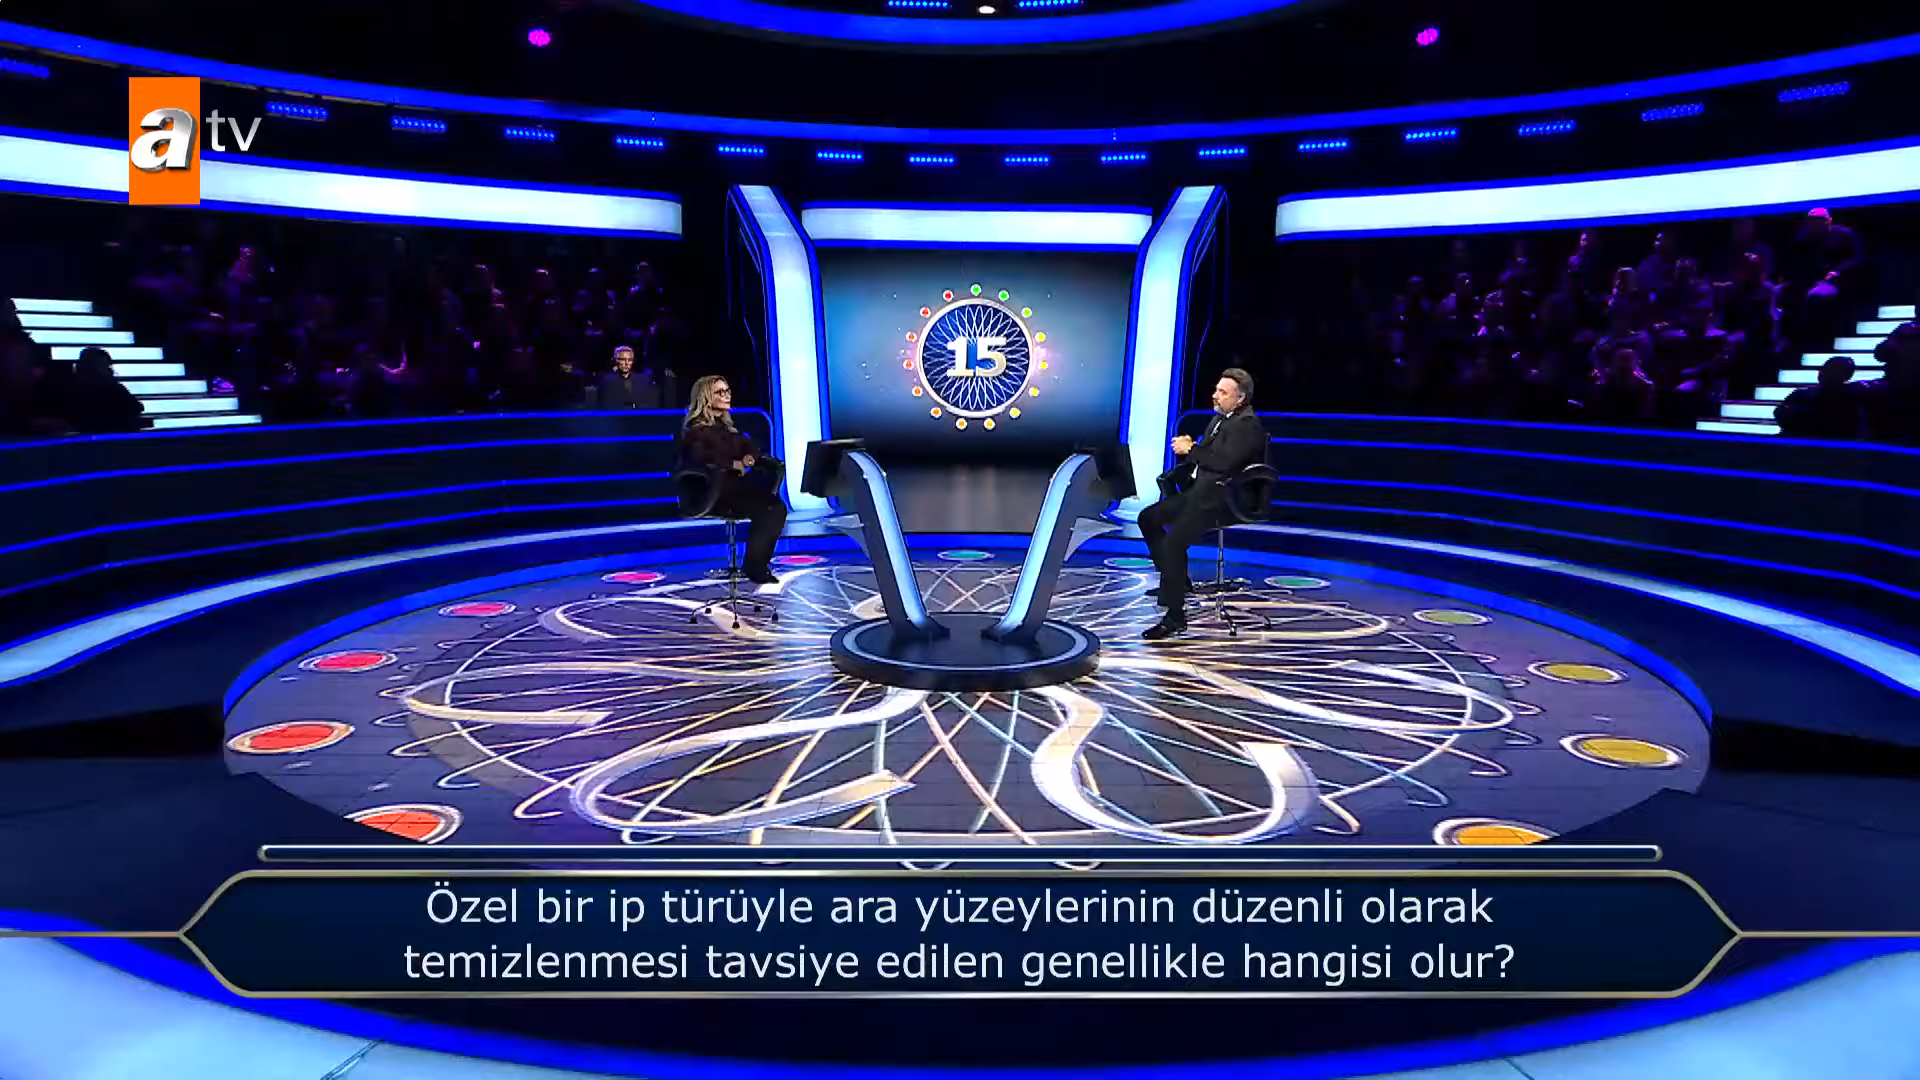 atv
15
Özel bir ip türüyle ara yüzeylerinin düzenli olarak
temizlenmesi tavsiye edilen genellikle hangisi olur?